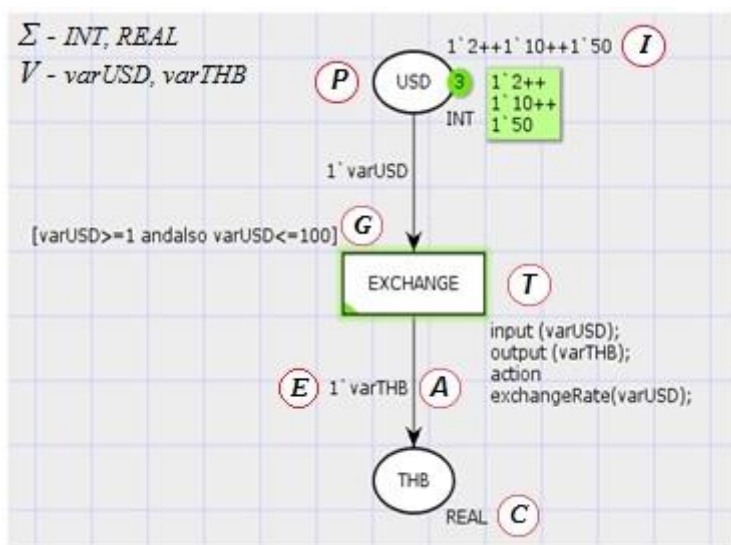 Σ - INT, REAL
V - varUSD, varTHB
1`2++1`10++1`50 I
P USD 3 1`2++
1`10++
INT 1`50
1`varUSD
[varUSD>=1 andalso varUSD<=100] G
EXCHANGE T
input (varUSD);
output (varTHB);
action
exchangeRate(varUSD);
E 1`varTHB A
THB
REAL C